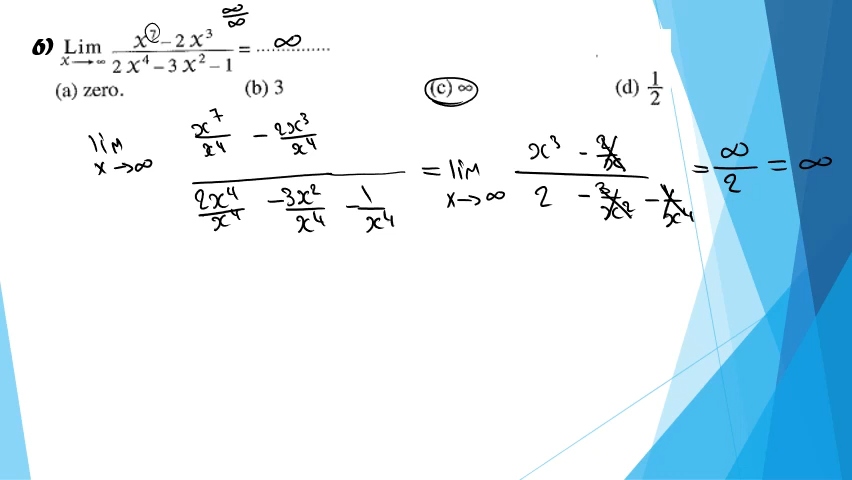 ∞/∞
6) Lim x→∞ (x⁷ − 2x³)/(2x⁴ − 3x² − 1) = ......∞......
(a) zero. (b) 3 (c) ∞ (d) 1/2
lim x→∞ (x⁷/x⁴ − 2x³/x⁴)/(2x⁴/x⁴ − 3x²/x⁴ − 1/x⁴) = lim x→∞ (x³ − 2/x)/(2 − 3/x² − 1/x⁴) = ∞/2 = ∞